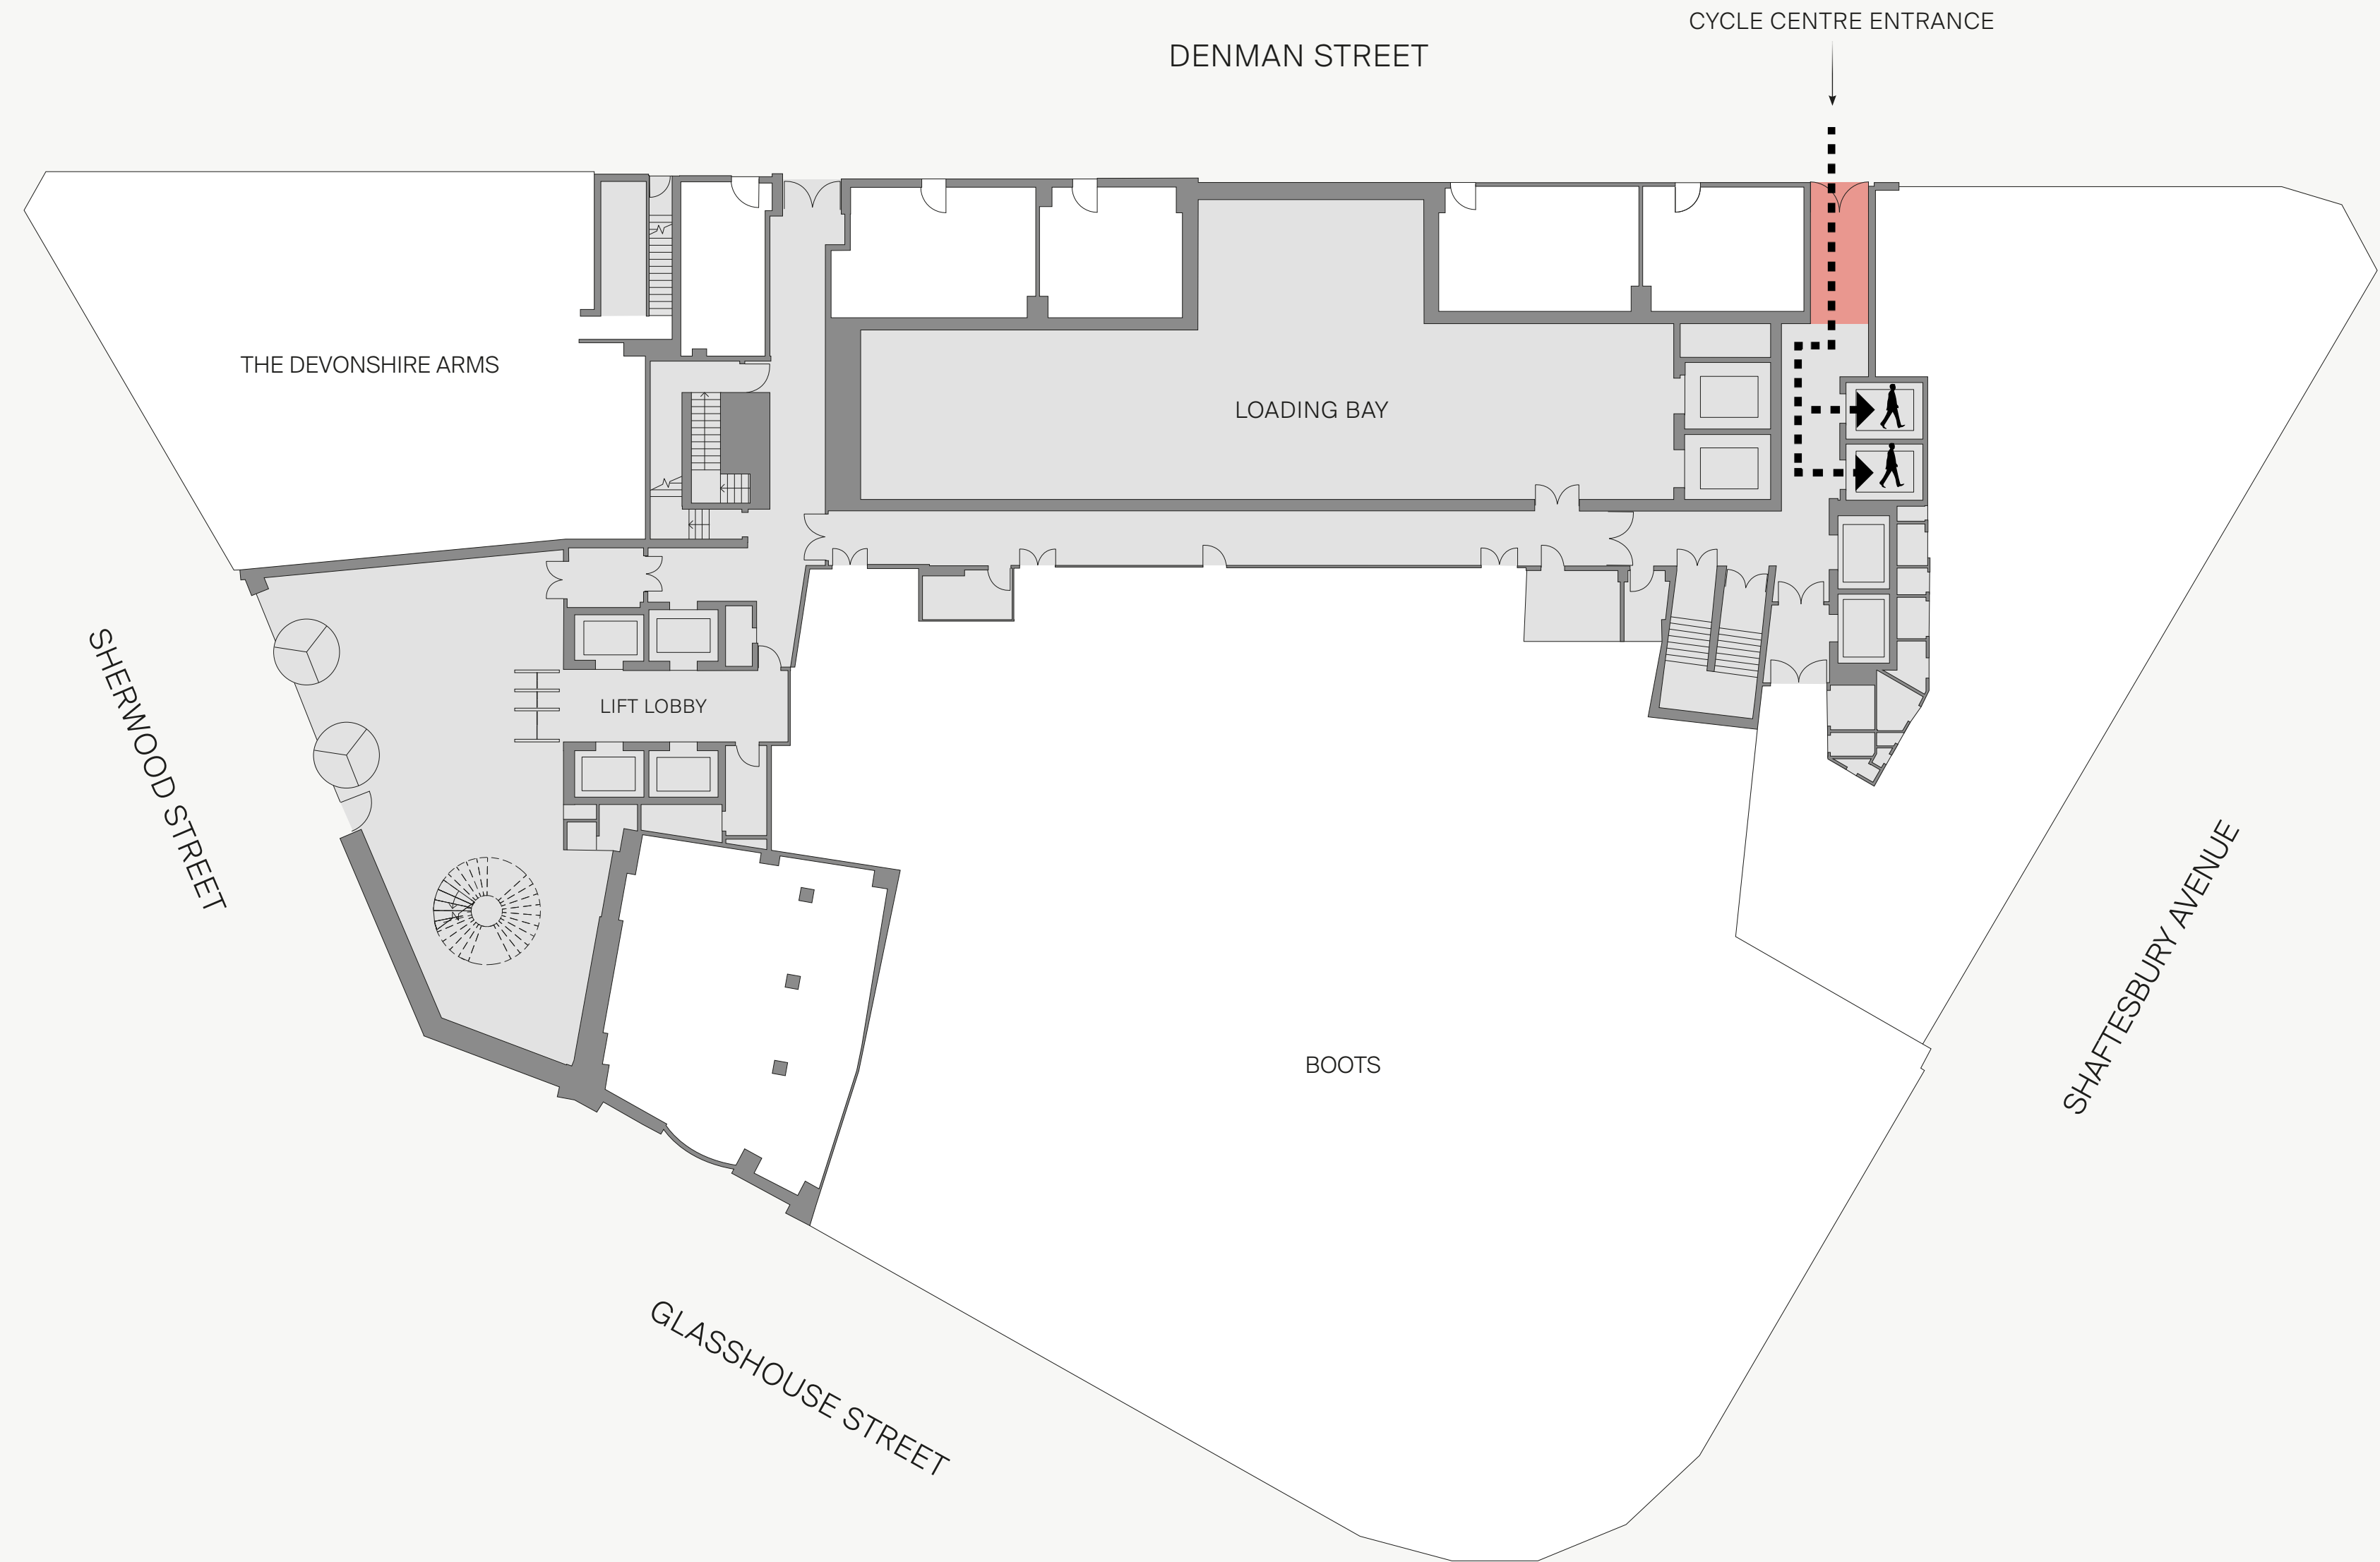 CYCLE CENTRE ENTRANCE
DENMAN STREET
THE DEVONSHIRE ARMS
LOADING BAY
SHERWOOD STREET
LIFT LOBBY
SHAFTESBURY AVENUE
BOOTS
GLASSHOUSE STREET